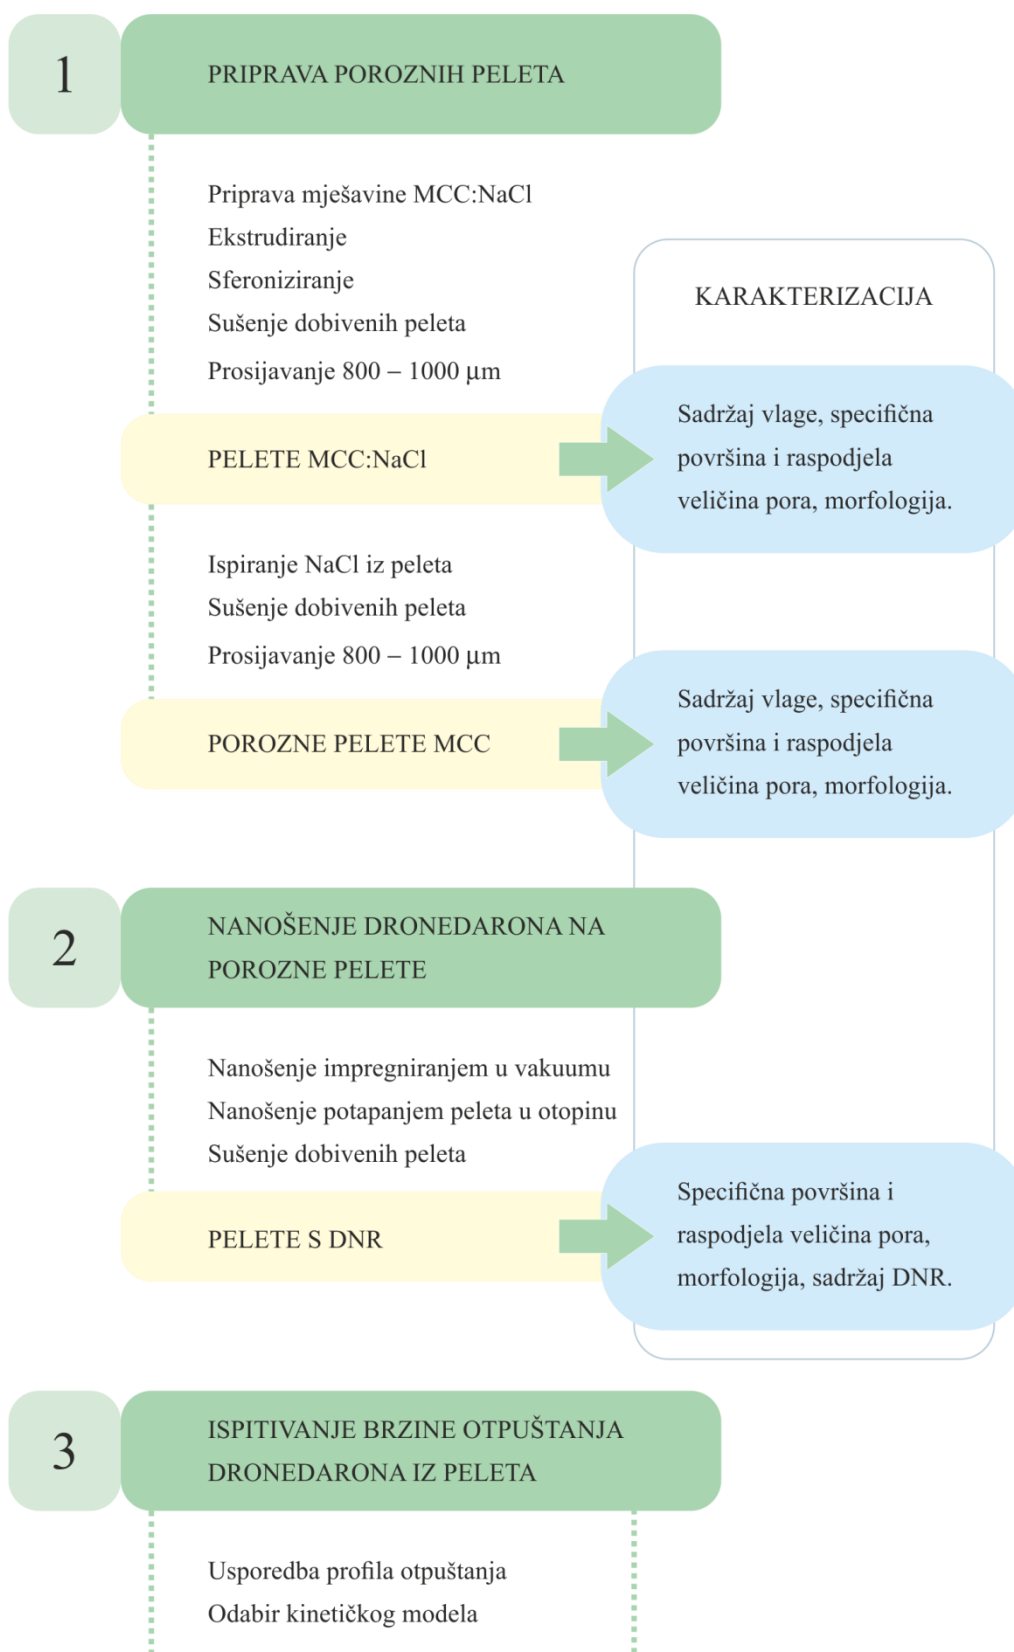 1
PRIPRAVA POROZNIH PELETA
Priprava mješavine MCC:NaCl
Ekstrudiranje
Sferoniziranje
Sušenje dobivenih peleta
Prosijavanje 800 – 1000 μm
KARAKTERIZACIJA
PELETE MCC:NaCl
Sadržaj vlage, specifična
površina i raspodjela
veličina pora, morfologija.
Ispiranje NaCl iz peleta
Sušenje dobivenih peleta
Prosijavanje 800 – 1000 μm
POROZNE PELETE MCC
Sadržaj vlage, specifična
površina i raspodjela
veličina pora, morfologija.
2
NANOŠENJE DRONEDARONA NA
POROZNE PELETE
Nanošenje impregniranjem u vakuumu
Nanošenje potapanjem peleta u otopinu
Sušenje dobivenih peleta
PELETE S DNR
Specifična površina i
raspodjela veličina pora,
morfologija, sadržaj DNR.
3
ISPITIVANJE BRZINE OTPUŠTANJA
DRONEDARONA IZ PELETA
Usporedba profila otpuštanja
Odabir kinetičkog modela